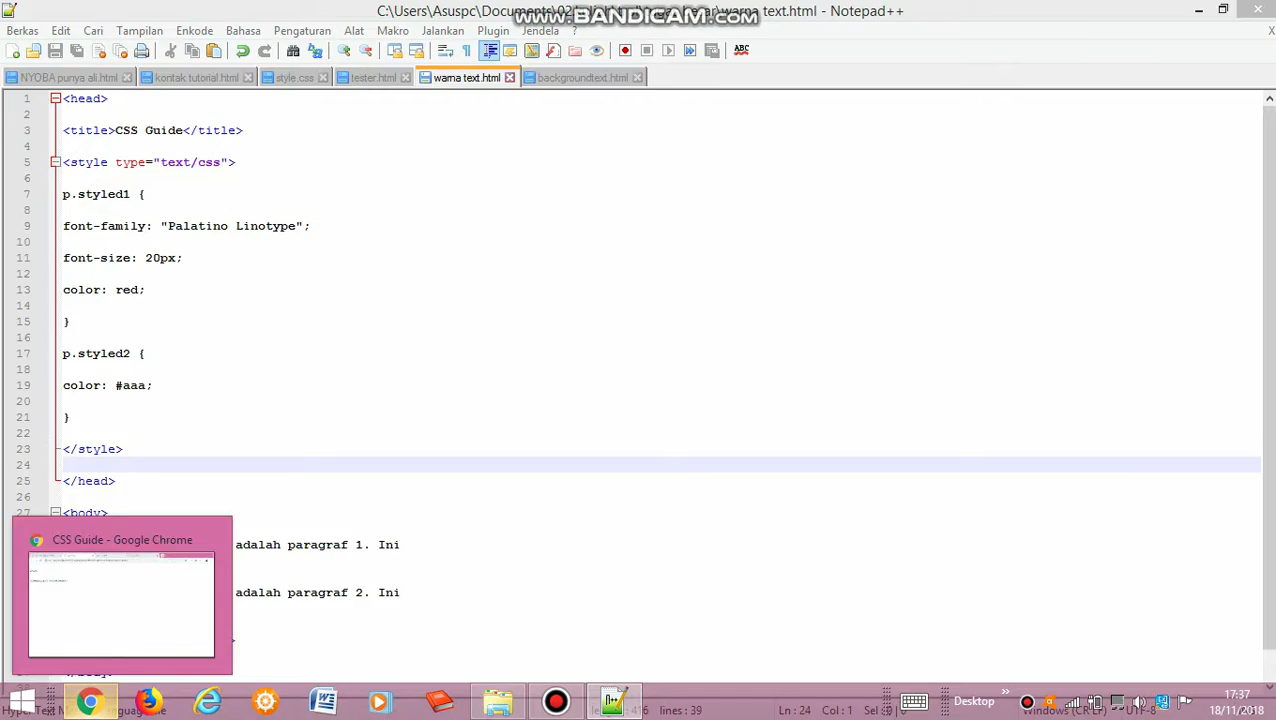 C:\Users\Asuspc\Documents\02
warna text.html - Notepad++
www.BANDICAM.com
Berkas Edit Cari Tampilan Enkode Bahasa Pengaturan Alat Makro Jalankan Plugin Jendela ? X
NYOBA punya ali.html kontak tutorial.html style.css tester.html warna text.html backgroundtext.html
1 <head>
2
3 <title>CSS Guide</title>
4
5 <style type="text/css">
6
7 p.styled1 {
8
9 font-family: "Palatino Linotype";
10
11 font-size: 20px;
12
13 color: red;
14
15 }
16
17 p.styled2 {
18
19 color: #aaa;
20
21 }
22
23 </style>
24
25 </head>
26
27 <body>
CSS Guide - Google Chrome
adalah paragraf 1. Ini
adalah paragraf 2. Ini
lines: 39
Ln: 24 Col: 1
Desktop
17:37
18/11/2018